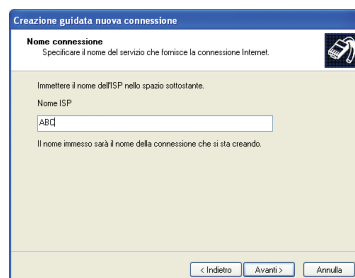 Creazione guidata nuova connessione
Nome connessione
Specificare il nome del servizio che fornisce la connessione Internet.
Immettere il nome dell'ISP nello spazio sottostante.
Nome ISP
ABC
Il nome immesso sarà il nome della connessione che si sta creando.
< Indietro
Avanti >
Annulla